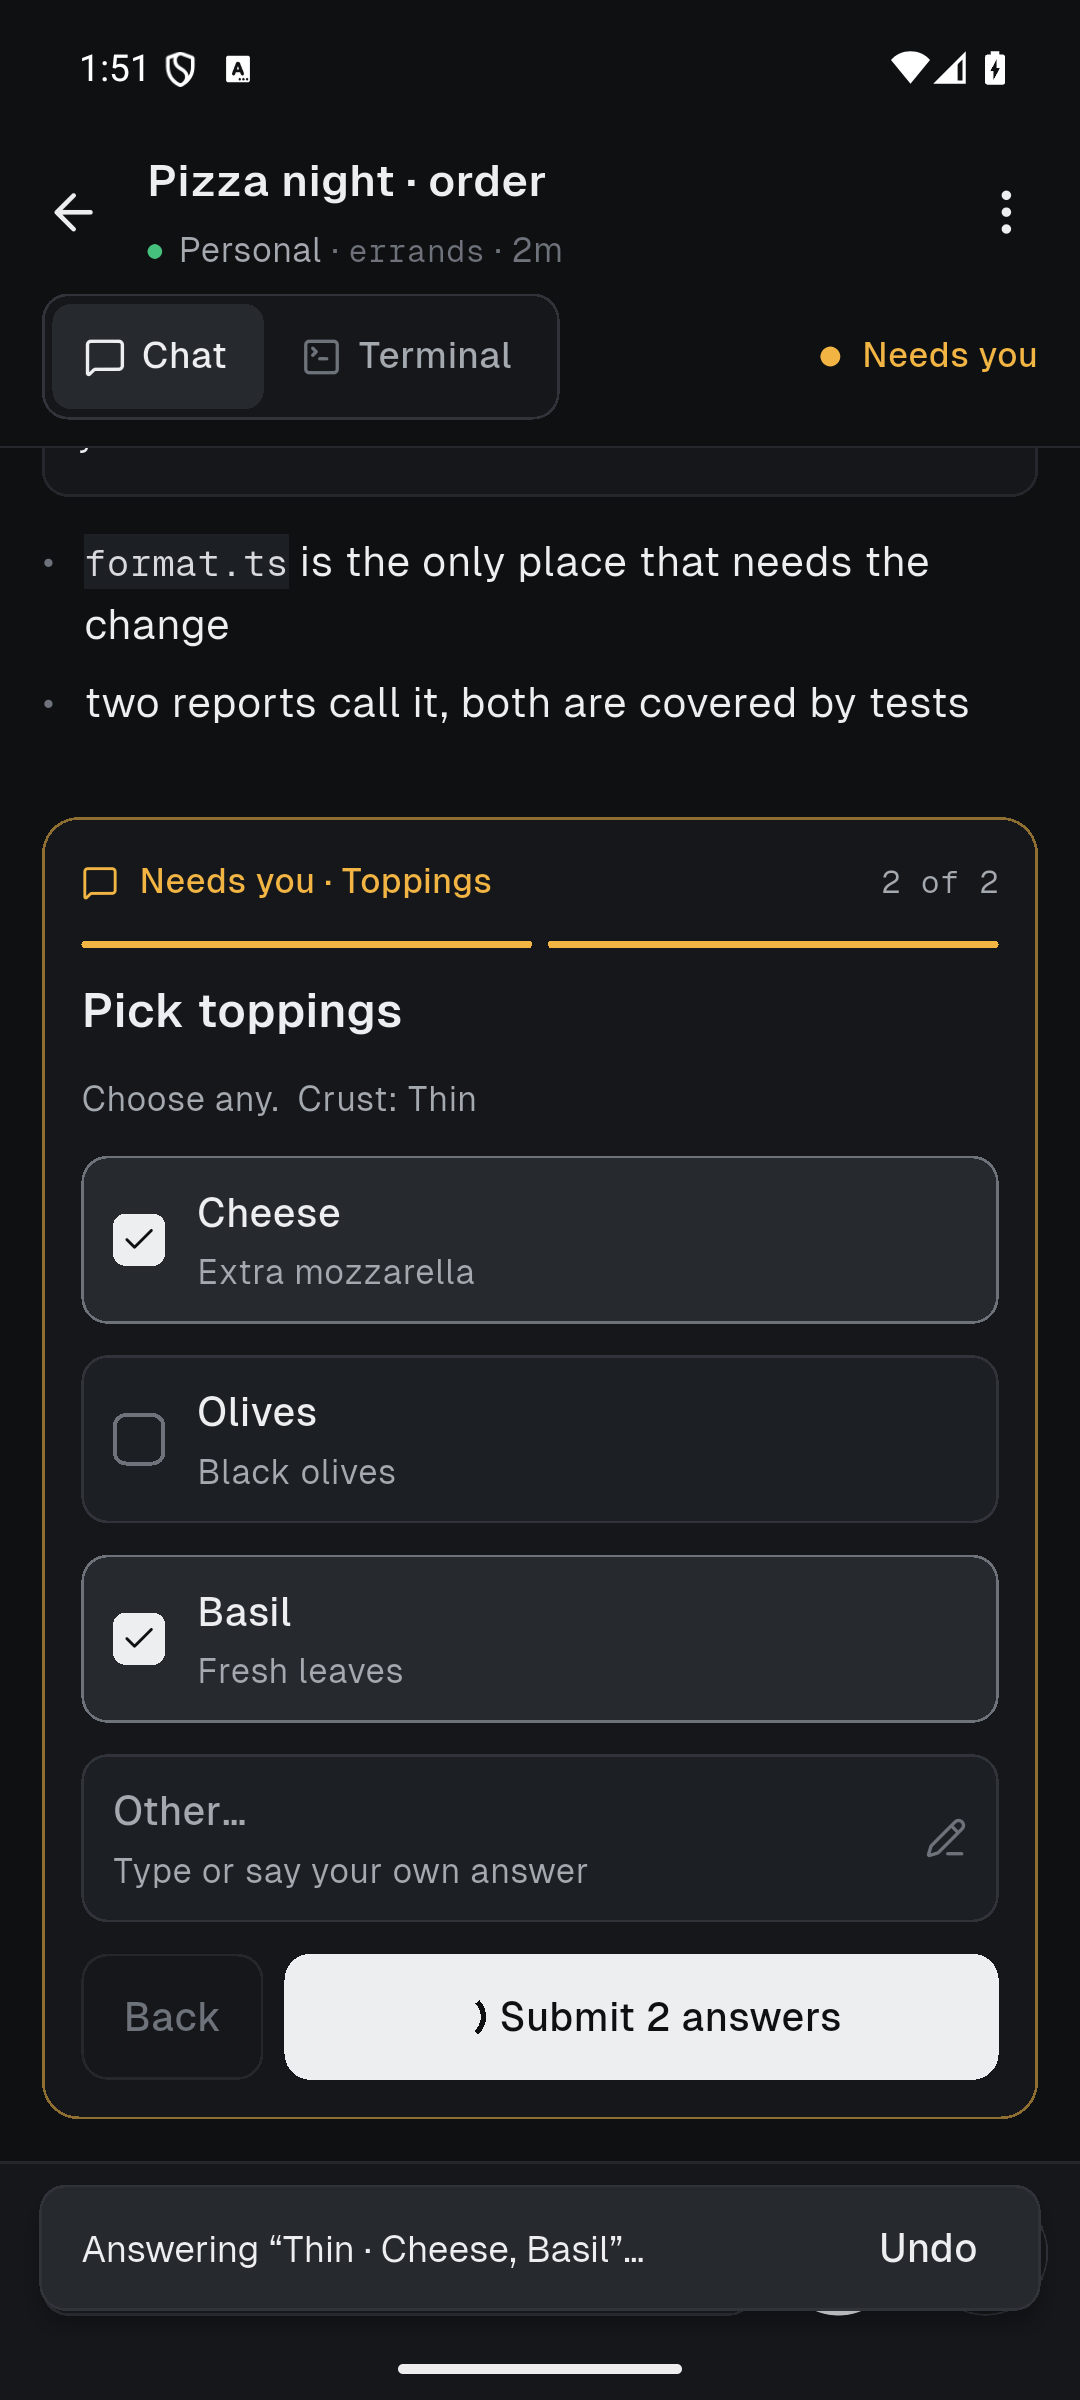 1:51
Pizza night · order
Personal · errands · 2m
Chat
Terminal
Needs you
format.ts is the only place that needs the
change
two reports call it, both are covered by tests
Needs you · Toppings
2 of 2
Pick toppings
Choose any. Crust: Thin
Cheese
Extra mozzarella
Olives
Black olives
Basil
Fresh leaves
Other…
Type or say your own answer
Back
Submit 2 answers
Answering “Thin · Cheese, Basil”…
Undo